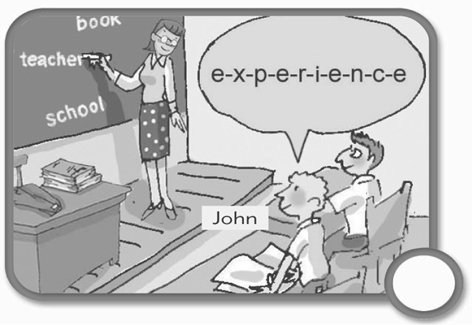 book
teacher
school
e-x-p-e-r-i-e-n-c-e
John